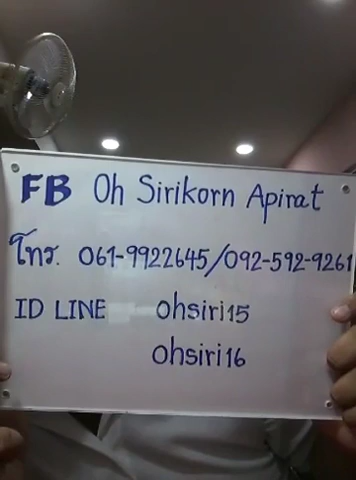 FB Oh Sirikorn Apirat
โทร. 061-9922645/092-592-9261
ID LINE ohsiri15
ohsiri16